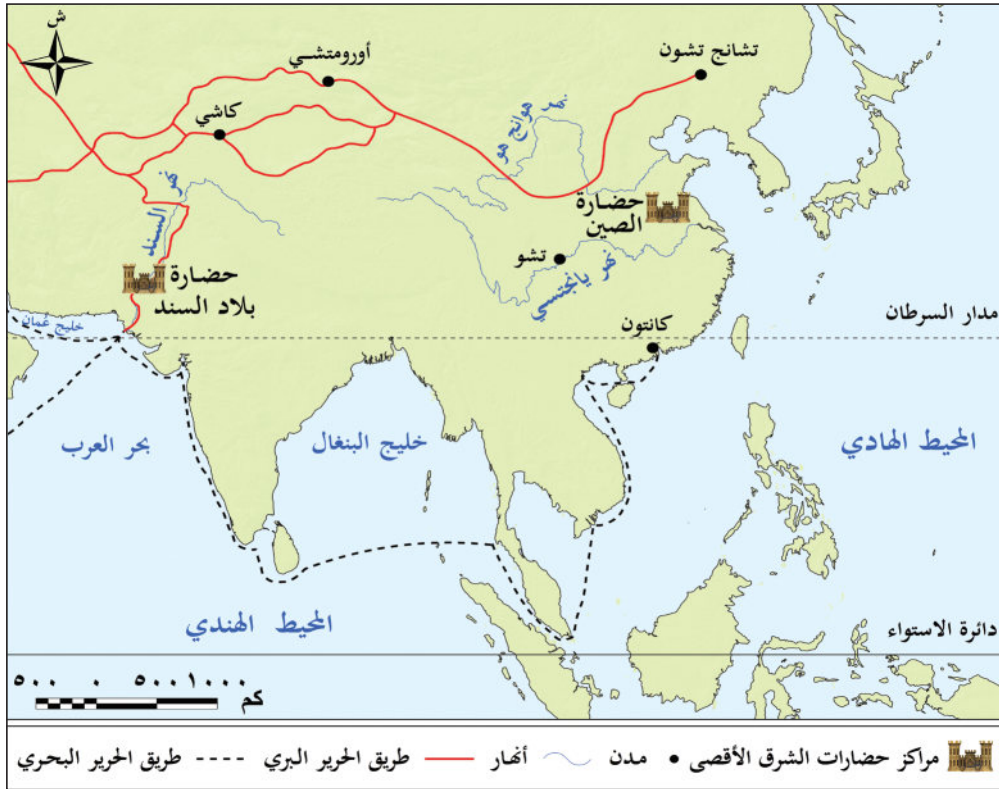 ش
تشانج تشون
أورومتشي
كاشي
نهر هوانج هو
نهر السند
حضارة
الصين
تشو
نهر يانجتسي
حضارة
بلاد السند
خليج عمان
مدار السرطان
كانتون
المحيط الهادي
خليج البنغال
بحر العرب
المحيط الهندي
دائرة الاستواء
٥٠٠ ٠ ٥٠٠ ١٠٠٠
كم
مراكز حضارات الشرق الأقصى مدن أنهار طريق الحرير البري طريق الحرير البحري